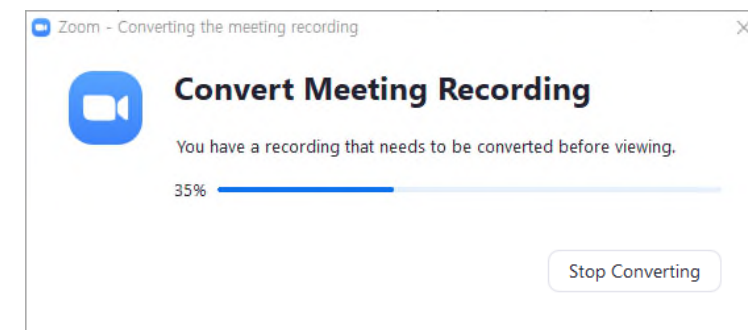 Zoom - Converting the meeting recording
Convert Meeting Recording
You have a recording that needs to be converted before viewing.
35%
Stop Converting